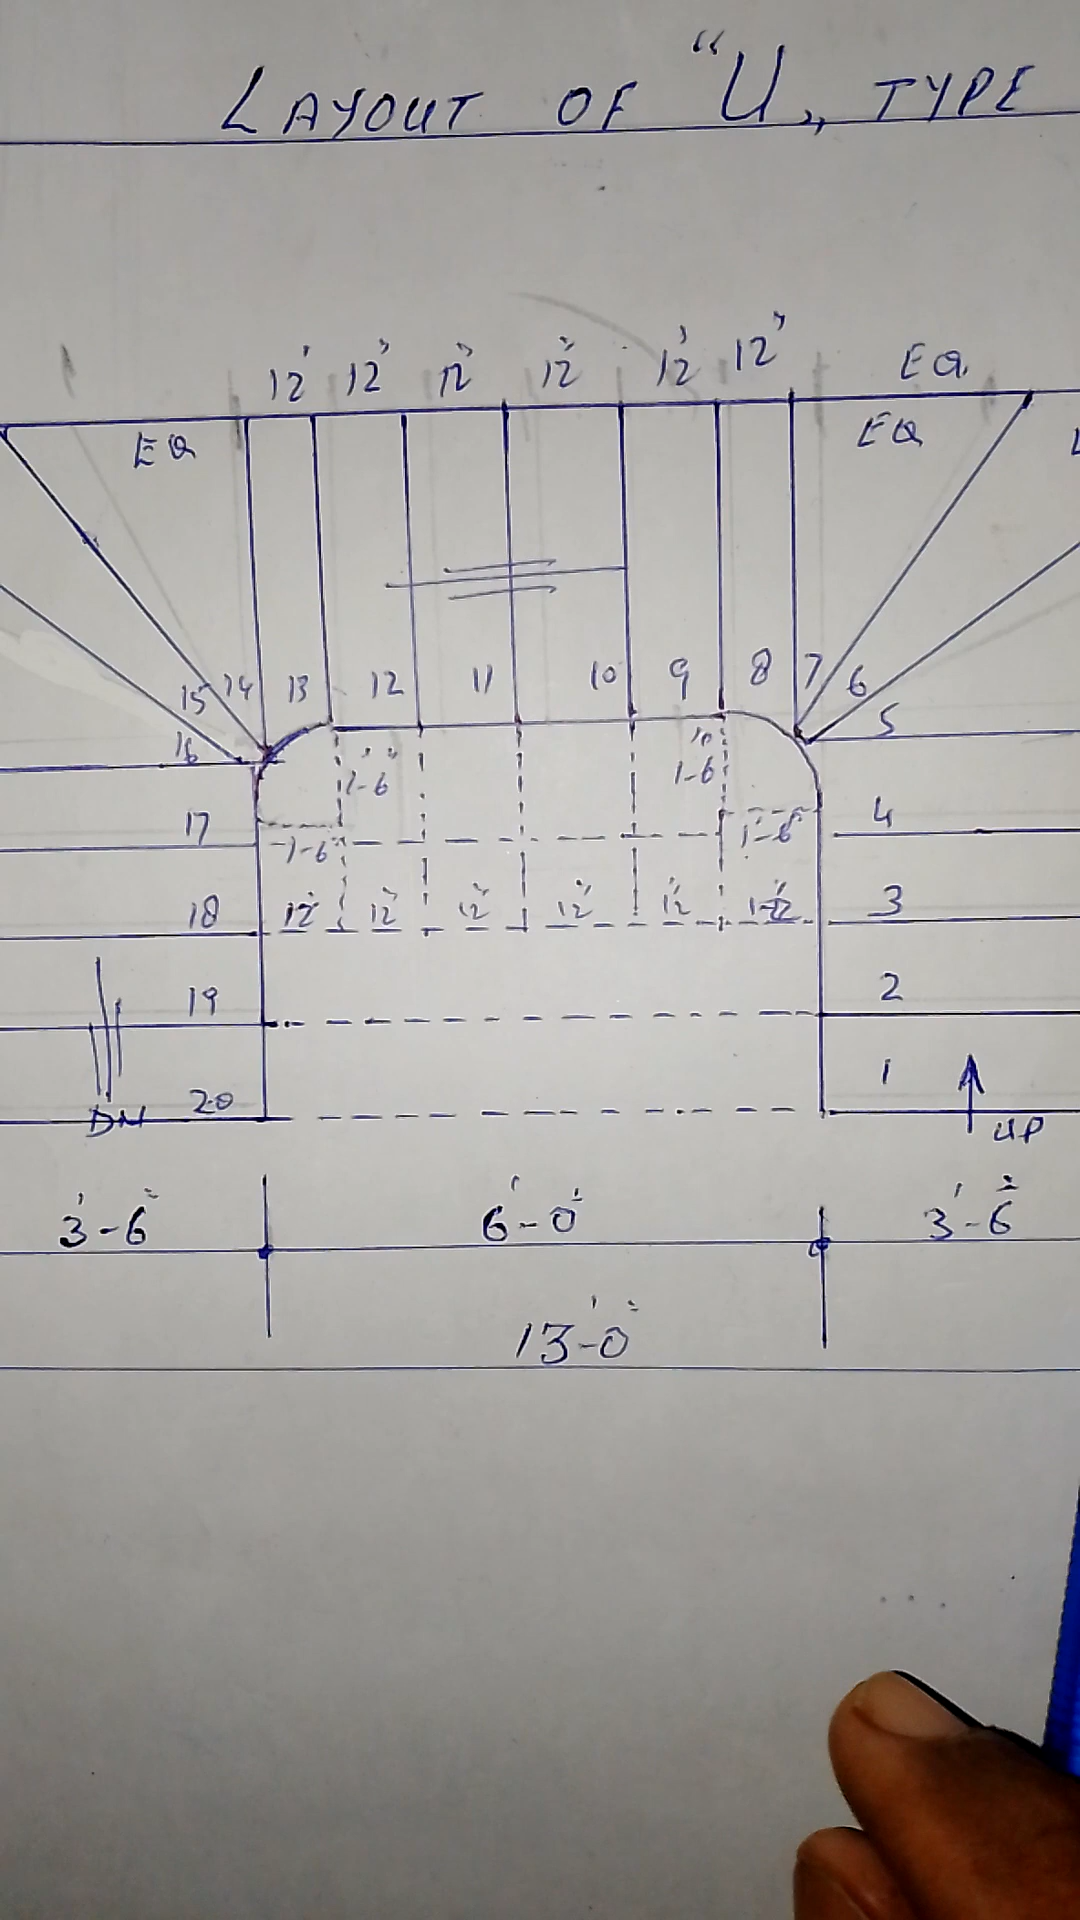 LAYOUT OF "U" TYPE
12' 12" 12" 12" 12' 12" EQ.
EQ EQ
15 14 13 12 11 10 9 8 7 6
16 5
1'-6" 1'-6"
17 4
1-6 1'-6"
18 12" 12" 12" 12" 12" 3
19 2
20 1
DN UP
3'-6" 6'-0" 3'-6"
13'-0"